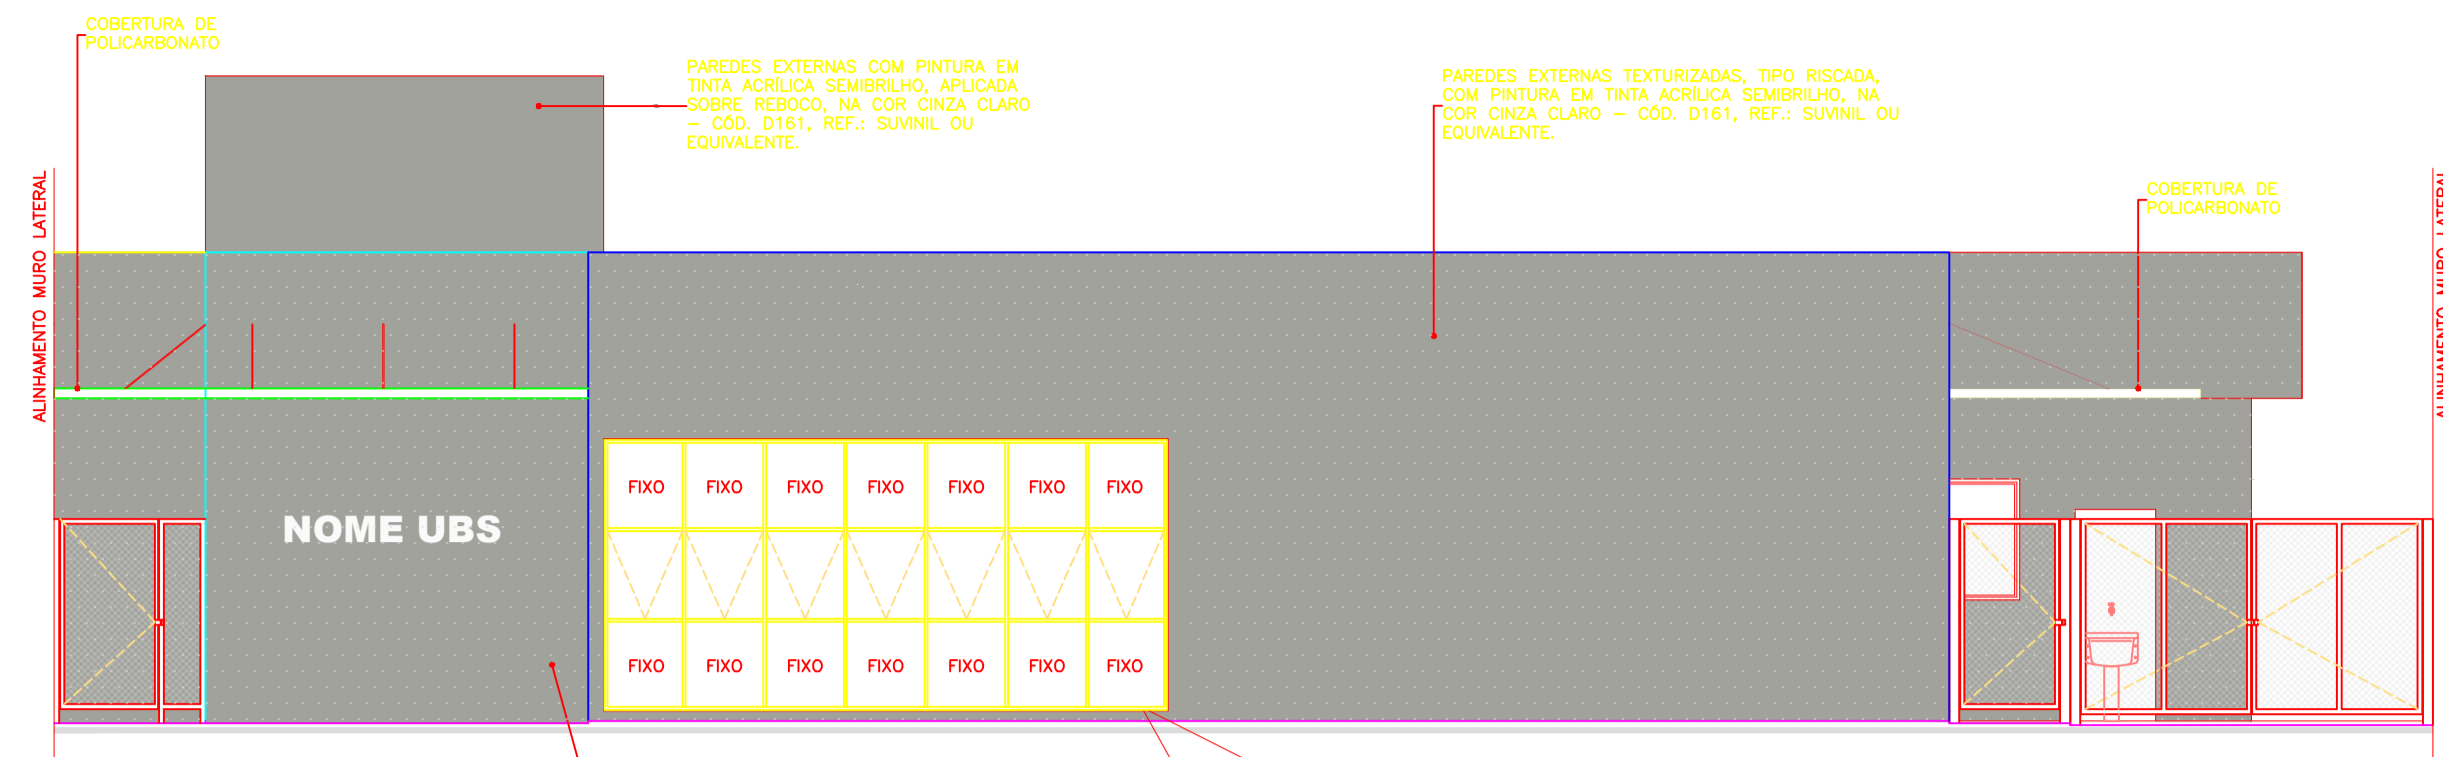 COBERTURA DE
POLICARBONATO
PAREDES EXTERNAS COM PINTURA EM
TINTA ACRÍLICA SEMIBRILHO, APLICADA
SOBRE REBOCO, NA COR CINZA CLARO
– CÓD. D161, REF.: SUVINIL OU
EQUIVALENTE.
PAREDES EXTERNAS TEXTURIZADAS, TIPO RISCADA,
COM PINTURA EM TINTA ACRÍLICA SEMIBRILHO, NA
COR CINZA CLARO – CÓD. D161, REF.: SUVINIL OU
EQUIVALENTE.
COBERTURA DE
POLICARBONATO
ALINHAMENTO MURO LATERAL
ALINHAMENTO MURO LATERAL
NOME UBS
FIXO FIXO FIXO FIXO FIXO FIXO FIXO
FIXO FIXO FIXO FIXO FIXO FIXO FIXO